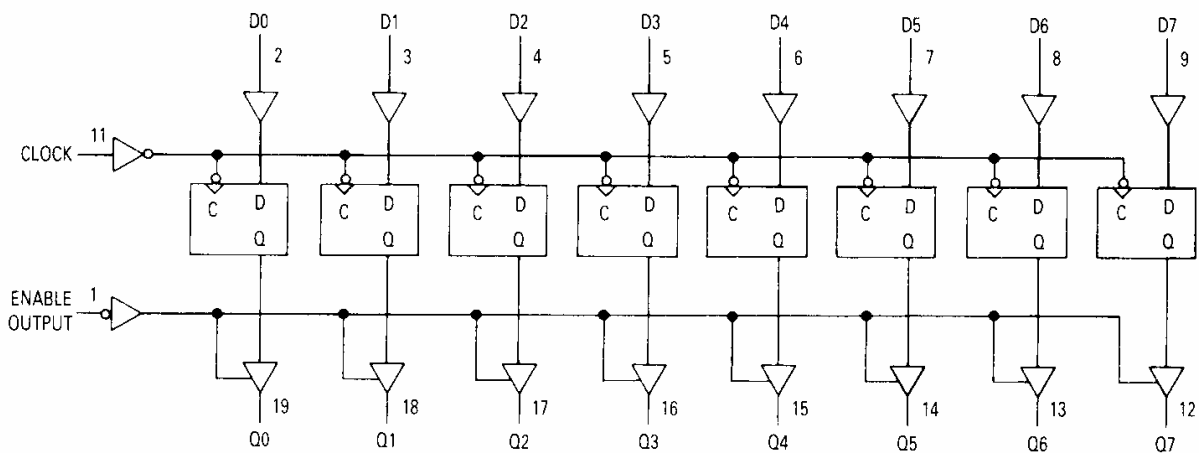 D0 D1 D2 D3 D4 D5 D6 D7
2 3 4 5 6 7 8 9
CLOCK 11
C D C D C D C D C D C D C D C D
Q Q Q Q Q Q Q Q
ENABLE 1
OUTPUT
19 18 17 16 15 14 13 12
Q0 Q1 Q2 Q3 Q4 Q5 Q6 Q7